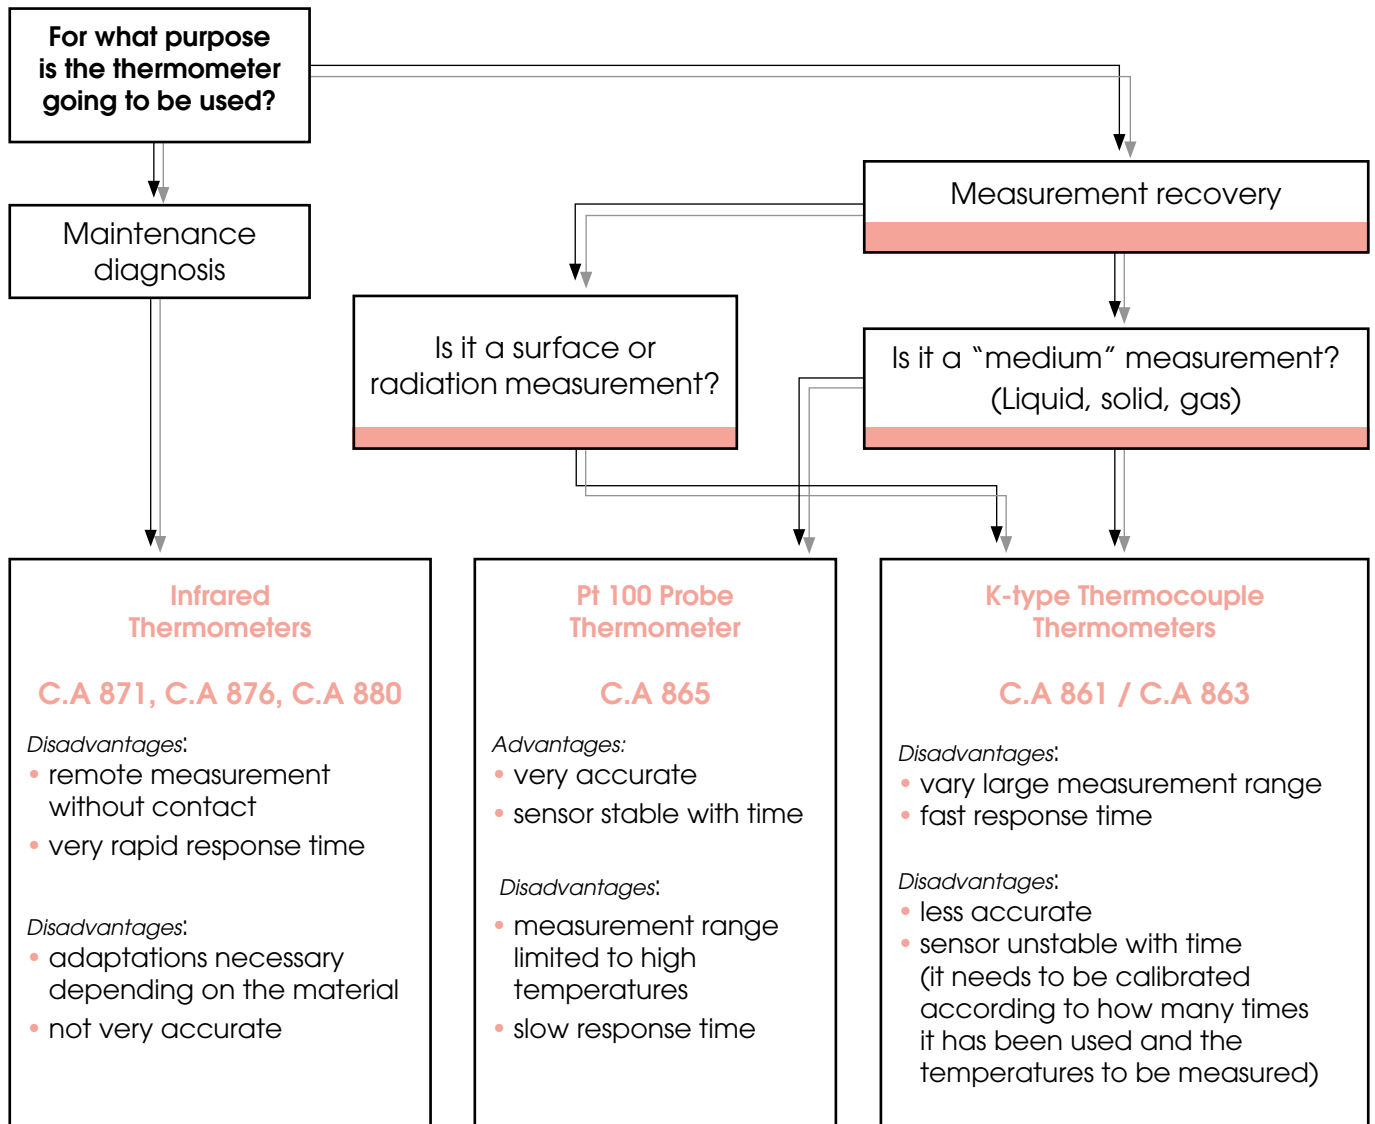 For what purpose
is the thermometer
going to be used?
Measurement recovery
Maintenance
diagnosis
Is it a surface or
radiation measurement?
Is it a “medium” measurement?
(Liquid, solid, gas)
Infrared
Thermometers
C.A 871, C.A 876, C.A 880
Disadvantages:
• remote measurement
without contact
• very rapid response time
Disadvantages:
• adaptations necessary
depending on the material
• not very accurate
Pt 100 Probe
Thermometer
C.A 865
Advantages:
• very accurate
• sensor stable with time
Disadvantages:
• measurement range
limited to high
temperatures
• slow response time
K-type Thermocouple
Thermometers
C.A 861 / C.A 863
Disadvantages:
• vary large measurement range
• fast response time
Disadvantages:
• less accurate
• sensor unstable with time
(it needs to be calibrated
according to how many times
it has been used and the
temperatures to be measured)